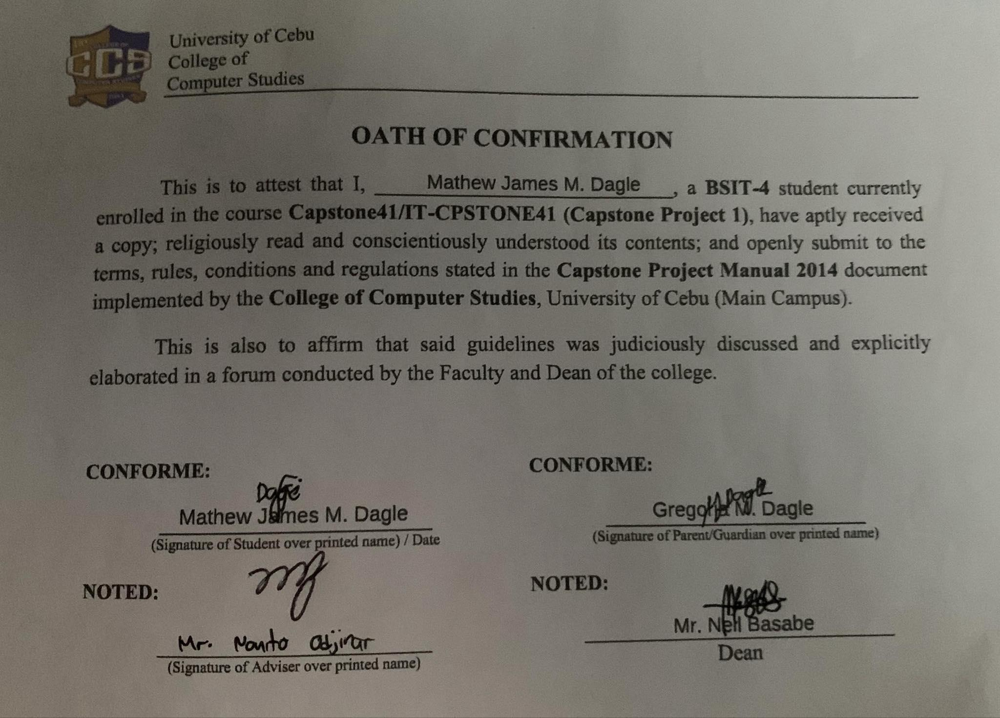 CCS
University of Cebu
College of
Computer Studies
OATH OF CONFIRMATION
This is to attest that I, Mathew James M. Dagle, a BSIT-4 student currently
enrolled in the course Capstone41/IT-CPSTONE41 (Capstone Project 1), have aptly received
a copy; religiously read and conscientiously understood its contents; and openly submit to the
terms, rules, conditions and regulations stated in the Capstone Project Manual 2014 document
implemented by the College of Computer Studies, University of Cebu (Main Campus).
This is also to affirm that said guidelines was judiciously discussed and explicitly
elaborated in a forum conducted by the Faculty and Dean of the college.
CONFORME:
Mathew James M. Dagle
(Signature of Student over printed name) / Date
CONFORME:
Dagle
M. Dagle
(Signature of Parent/Guardian over printed name)
NOTED:
Mr.
(Signature of Adviser over printed name)
NOTED:
Mr. Neil Basabe
Dean